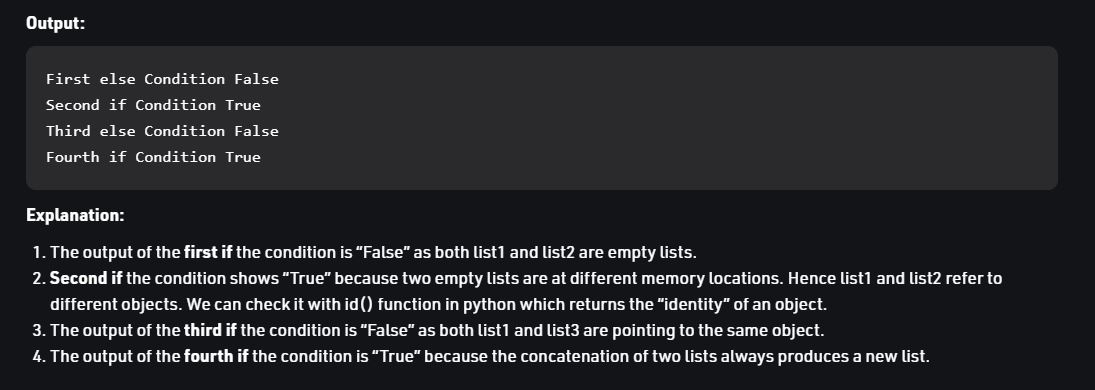 Output:
First else Condition False
Second if Condition True
Third else Condition False
Fourth if Condition True
Explanation:
1. The output of the first if the condition is “False” as both list1 and list2 are empty lists.
2. Second if the condition shows “True” because two empty lists are at different memory locations. Hence list1 and list2 refer to
different objects. We can check it with id() function in python which returns the “identity” of an object.
3. The output of the third if the condition is “False” as both list1 and list3 are pointing to the same object.
4. The output of the fourth if the condition is “True” because the concatenation of two lists always produces a new list.